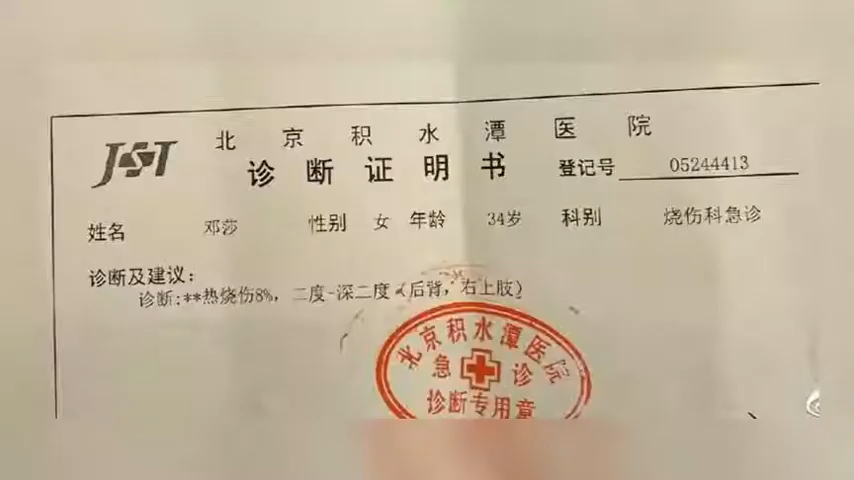 JST 北京积水潭医院
诊断证明书 登记号 05244413
姓名 邓莎 性别 女 年龄 34岁 科别 烧伤科急诊
诊断及建议：
诊断:**热烧伤8%，二度-深二度（后背，右上肢）
北京积水潭医院
急诊
诊断专用章